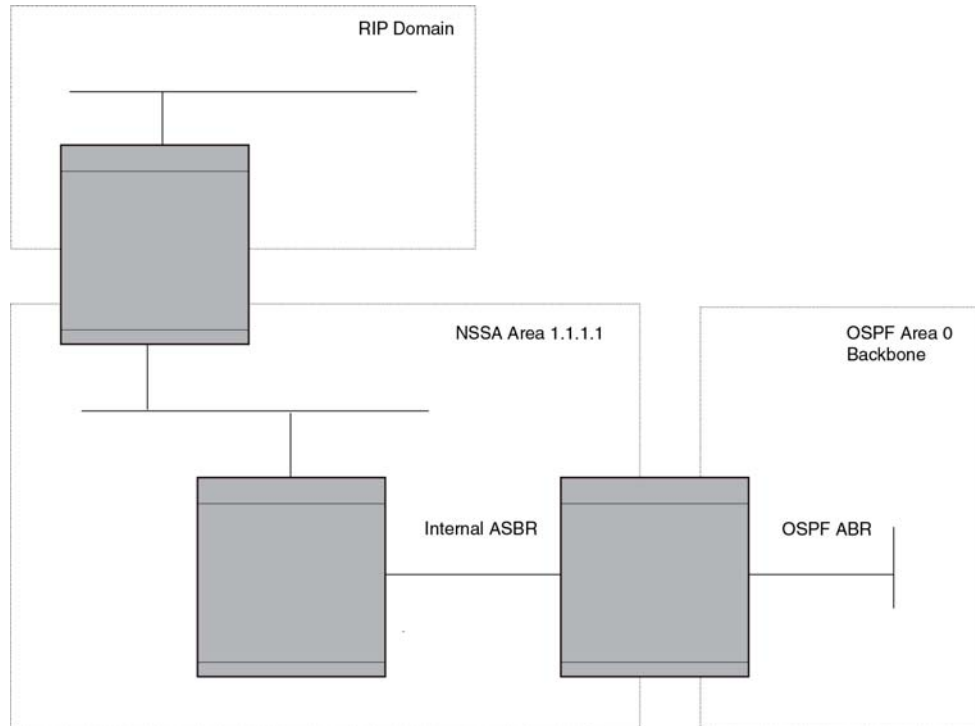 RIP Domain
NSSA Area 1.1.1.1
OSPF Area 0
Backbone
Internal ASBR
OSPF ABR